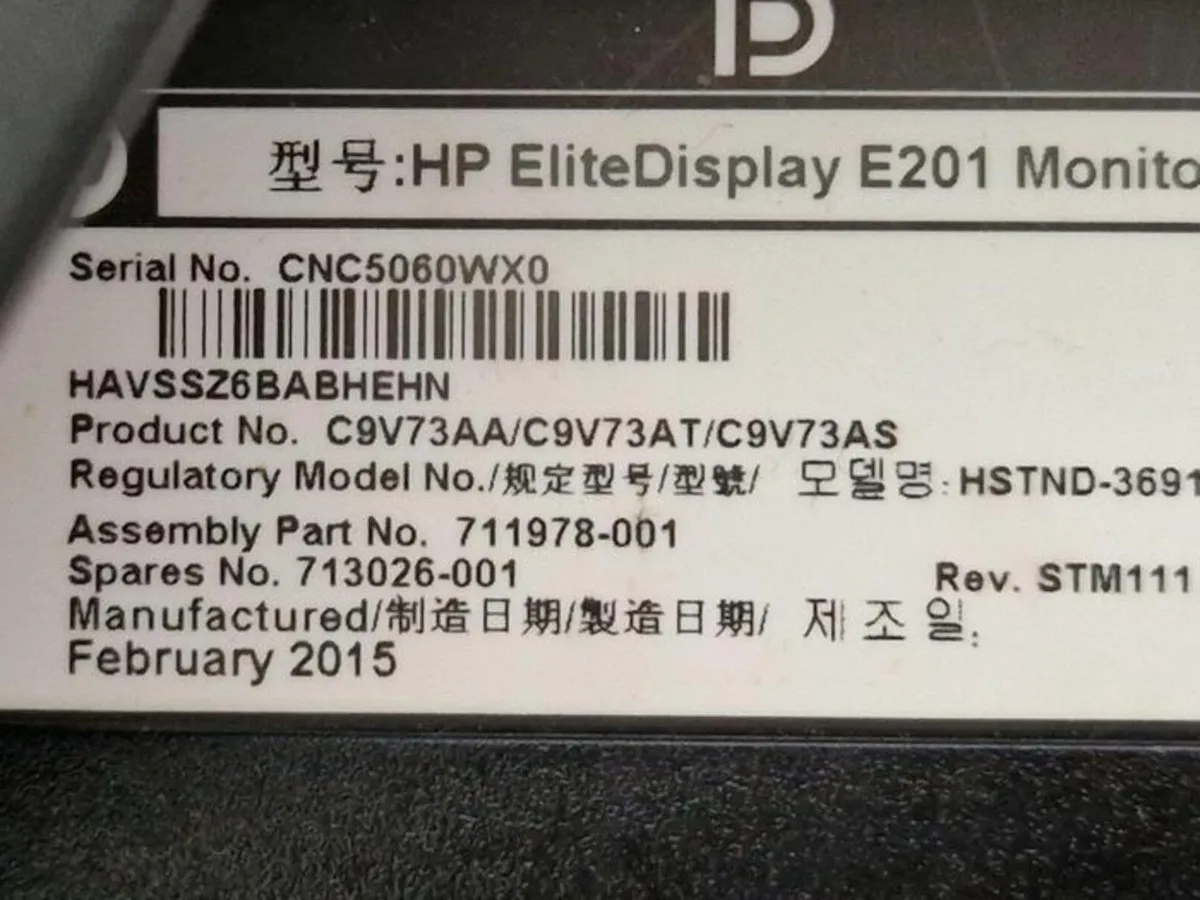 型号:HP EliteDisplay E201 Monito
Serial No. CNC5060WX0
HAVSSZ6BABHEHN
Product No. C9V73AA/C9V73AT/C9V73AS
Regulatory Model No./规定型号/型號/ 모델명: HSTND-3691
Assembly Part No. 711978-001
Spares No. 713026-001 Rev. STM111
Manufactured/制造日期/製造日期/ 제조일:
February 2015